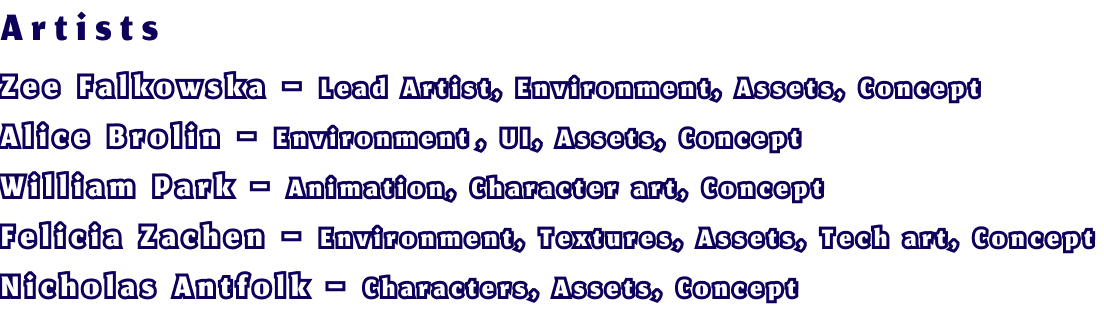 Artists
Zee Falkowska - Lead Artist, Environment, Assets, Concept
Alice Brolin - Environment, UI, Assets, Concept
William Park - Animation, Character art, Concept
Felicia Zachen - Environment, Textures, Assets, Tech art, Concept
Nicholas Antfolk - Characters, Assets, Concept